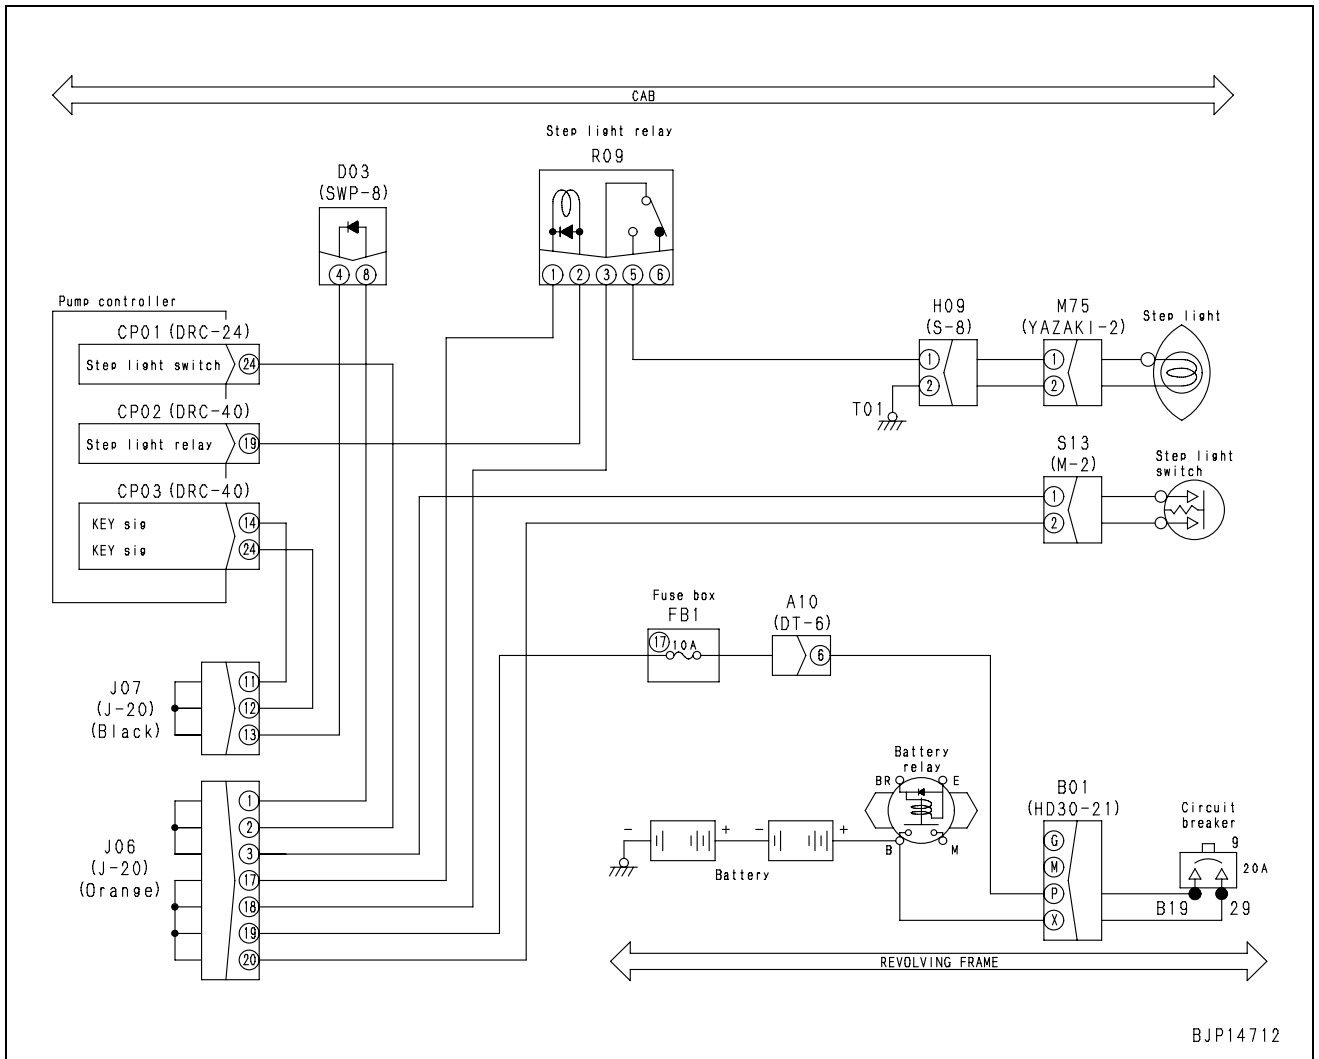 CAB
Step light relay
R09
1 2 3 5 6
D03
(SWP-8)
4 8
Pump controller
CP01 (DRC-24)
Step light switch 24
CP02 (DRC-40)
Step light relay 19
CP03 (DRC-40)
KEY sig 14
KEY sig 24
H09
(S-8)
1
2
T01
M75
(YAZAKI-2)
1
2
Step light
S13
(M-2)
1
2
Step light
switch
Fuse box
FB1
17 10A
A10
(DT-6)
6
J07
(J-20)
(Black)
11
12
13
J06
(J-20)
(Orange)
1
2
3
17
18
19
20
Battery
relay
BR E
B M
- + - +
Battery
B01
(HD30-21)
G
M
P
X
Circuit
breaker
9
20A
B19 29
REVOLVING FRAME
BJP14712